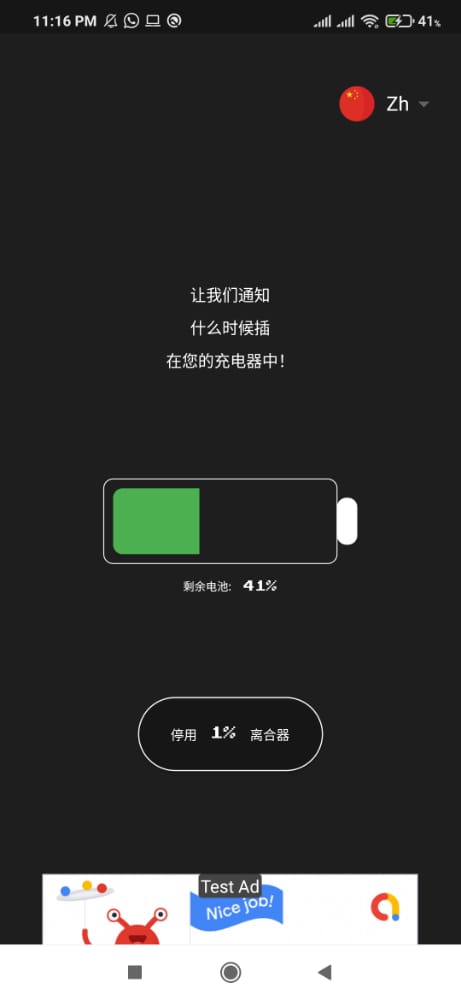 11:16 PM
41%
Zh
让我们通知
什么时候插
在您的充电器中!
剩余电池: 41%
停用 1% 离合器
Test Ad
Nice job!